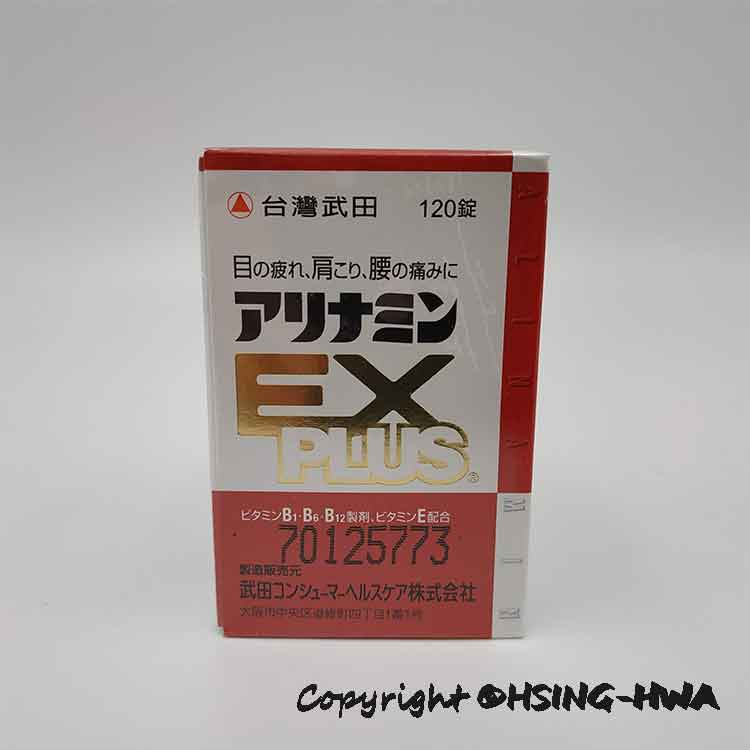 台灣武田 120錠
目の疲れ、肩こり、腰の痛みに
アリナミン
EX
PLUS®
ビタミンB1・B6・B12製剤、ビタミンE配合
70125773
製造販売元
武田コンシューマーヘルスケア株式会社
大阪市中央区道修町四丁目1番1号
ALINAMIN
Copyright ©HSING-HWA